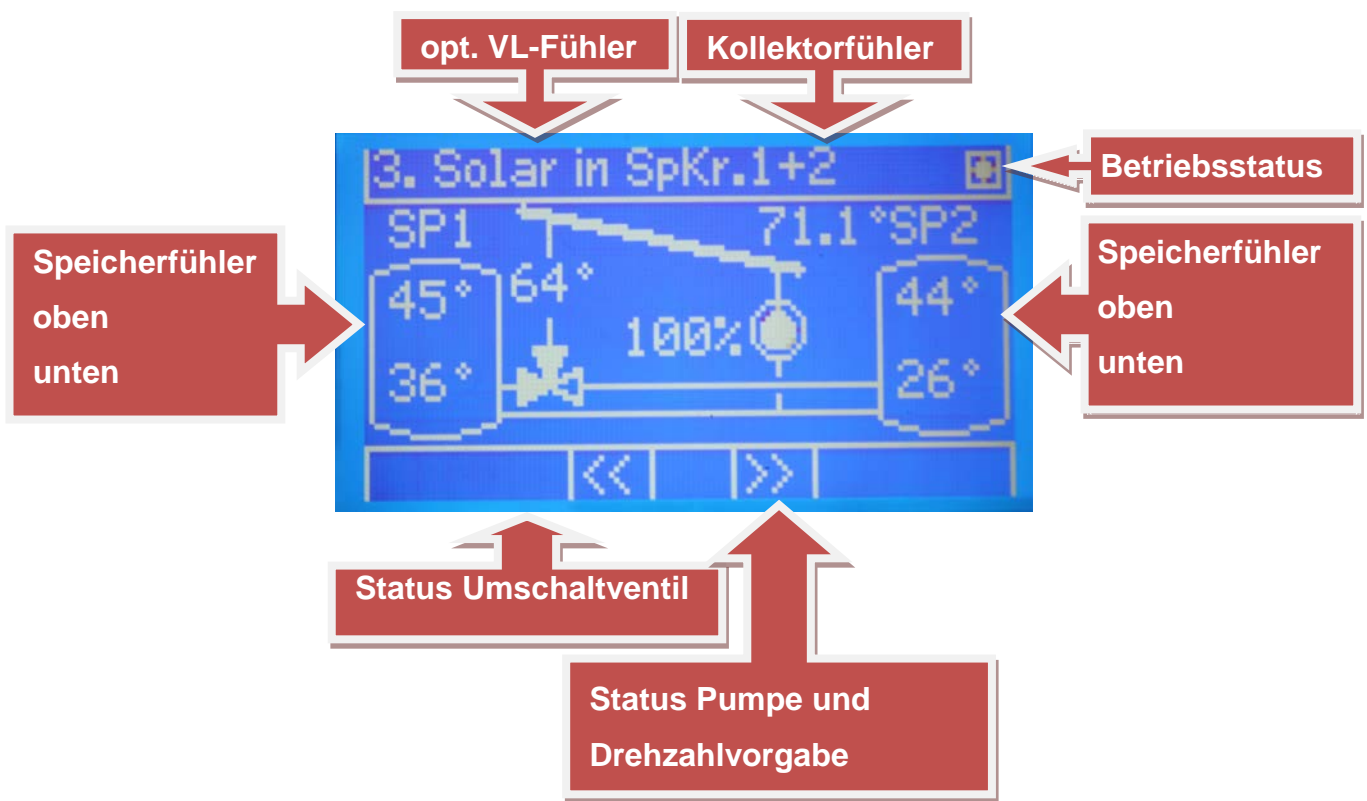 opt. VL-Fühler
Kollektorfühler
3. Solar in SpKr.1+2
Betriebsstatus
SP1
71.1 °SP2
Speicherfühler
oben
unten
45°
64°
44°
100%
36°
26°
Speicherfühler
oben
unten
<<
>>
Status Umschaltventil
Status Pumpe und
Drehzahlvorgabe